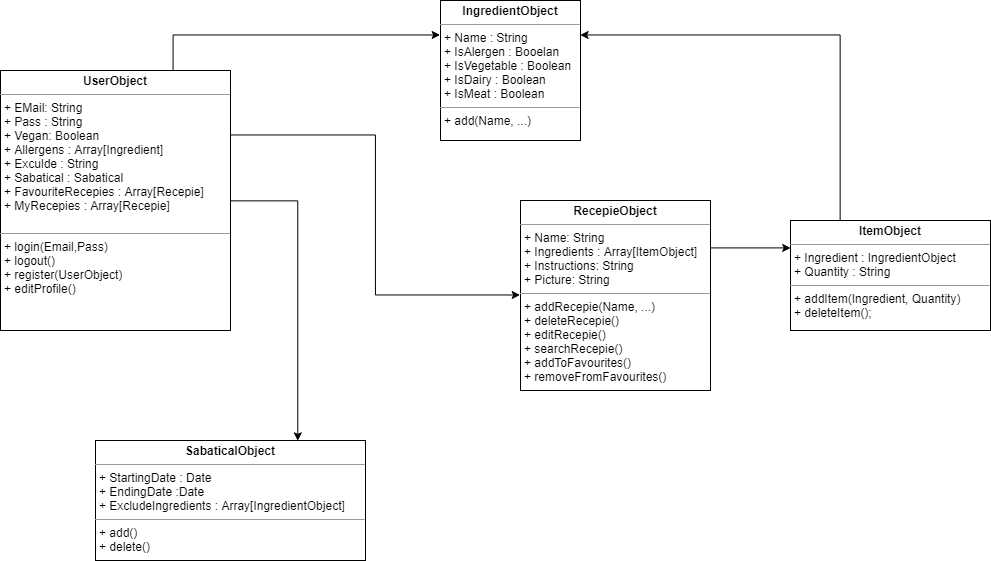 IngredientObject
+ Name : String
+ IsAlergen : Booelan
+ IsVegetable : Boolean
+ IsDairy : Boolean
+ IsMeat : Boolean
+ add(Name, ...)
UserObject
+ EMail: String
+ Pass : String
+ Vegan: Boolean
+ Allergens : Array[Ingredient]
+ Exculde : String
+ Sabatical : Sabatical
+ FavouriteRecepies : Array[Recepie]
+ MyRecepies : Array[Recepie]
+ login(Email,Pass)
+ logout()
+ register(UserObject)
+ editProfile()
RecepieObject
+ Name: String
+ Ingredients : Array[ItemObject]
+ Instructions: String
+ Picture: String
+ addRecepie(Name, ...)
+ deleteRecepie()
+ editRecepie()
+ searchRecepie()
+ addToFavourites()
+ removeFromFavourites()
ItemObject
+ Ingredient : IngredientObject
+ Quantity : String
+ addItem(Ingredient, Quantity)
+ deleteItem();
SabaticalObject
+ StartingDate : Date
+ EndingDate :Date
+ ExcludeIngredients : Array[IngredientObject]
+ add()
+ delete()